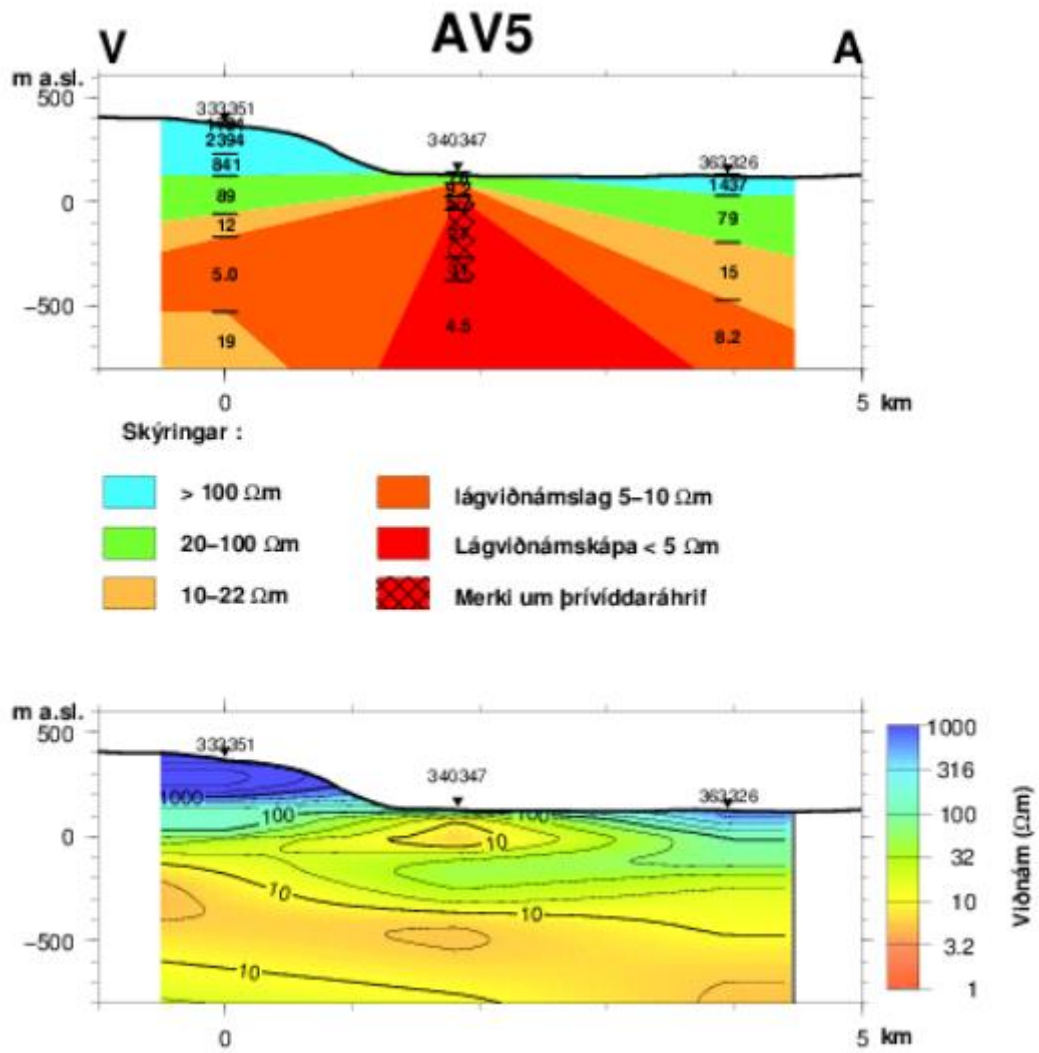 AV5
V A
m a.sl.
500
0
−500
333351
2394
841
89
12
5.0
19
340347
4.5
363326
1437
79
15
8.2
0 5 km
Skýringar :
> 100 Ωm
20−100 Ωm
10−22 Ωm
lágviðnámslag 5−10 Ωm
Lágviðnámskápa < 5 Ωm
Merki um þrívíddaráhrif
m a.sl.
500
0
−500
333351
340347
363326
1000
100
100
10
10
10
10
0 5 km
1000
316
100
32
10
3.2
1
Viðnám (Ωm)